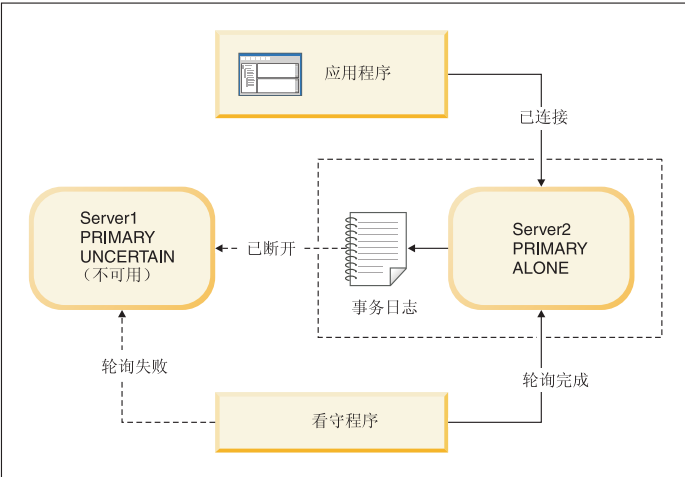 应用程序
已连接
Server1
PRIMARY
UNCERTAIN
（不可用）
已断开
事务日志
Server2
PRIMARY
ALONE
轮询失败
轮询完成
看守程序